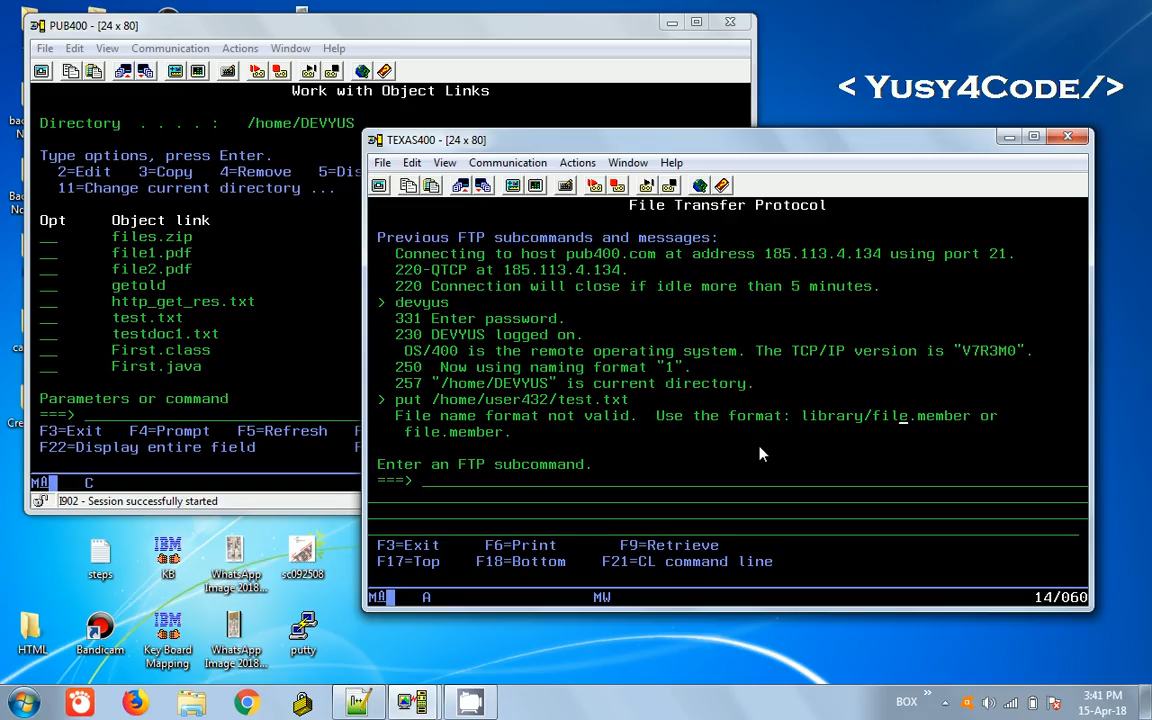 PUB400 - [24 x 80]
File Edit View Communication Actions Window Help
Work with Object Links
Directory . . . . : /home/DEVYUS
Type options, press Enter.
2=Edit 3=Copy 4=Remove 5=Dis
11=Change current directory ...
Opt Object link
files.zip
file1.pdf
file2.pdf
getold
http_get_res.txt
test.txt
testdoc1.txt
First.class
First.java
Parameters or command
===>
F3=Exit F4=Prompt F5=Refresh F
F22=Display entire field
MA C
I902 - Session successfully started
< Yusy4Code/>
TEXAS400 - [24 x 80]
File Edit View Communication Actions Window Help
File Transfer Protocol
Previous FTP subcommands and messages:
Connecting to host pub400.com at address 185.113.4.134 using port 21.
220-QTCP at 185.113.4.134.
220 Connection will close if idle more than 5 minutes.
> devyus
331 Enter password.
230 DEVYUS logged on.
OS/400 is the remote operating system. The TCP/IP version is "V7R3M0".
250 Now using naming format "1".
257 "/home/DEVYUS" is current directory.
> put /home/user432/test.txt
File name format not valid. Use the format: library/file.member or
file.member.
Enter an FTP subcommand.
===>
F3=Exit F6=Print F9=Retrieve
F17=Top F18=Bottom F21=CL command line
MA A MW 14/060
steps
KB
WhatsApp
Image 2018...
sc092508
HTML
Bandicam
Key Board
Mapping
WhatsApp
Image 2018...
putty
BOX
3:41 PM
15-Apr-18